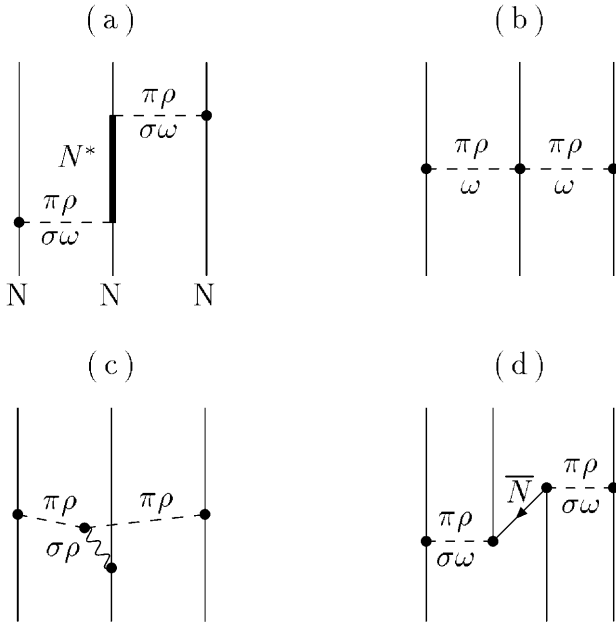 ( a )
πρ
σω
N*
πρ
σω
N N N
( b )
πρ πρ
ω ω
( c )
πρ πρ
σρ
( d )
N̅
πρ
σω
πρ
σω